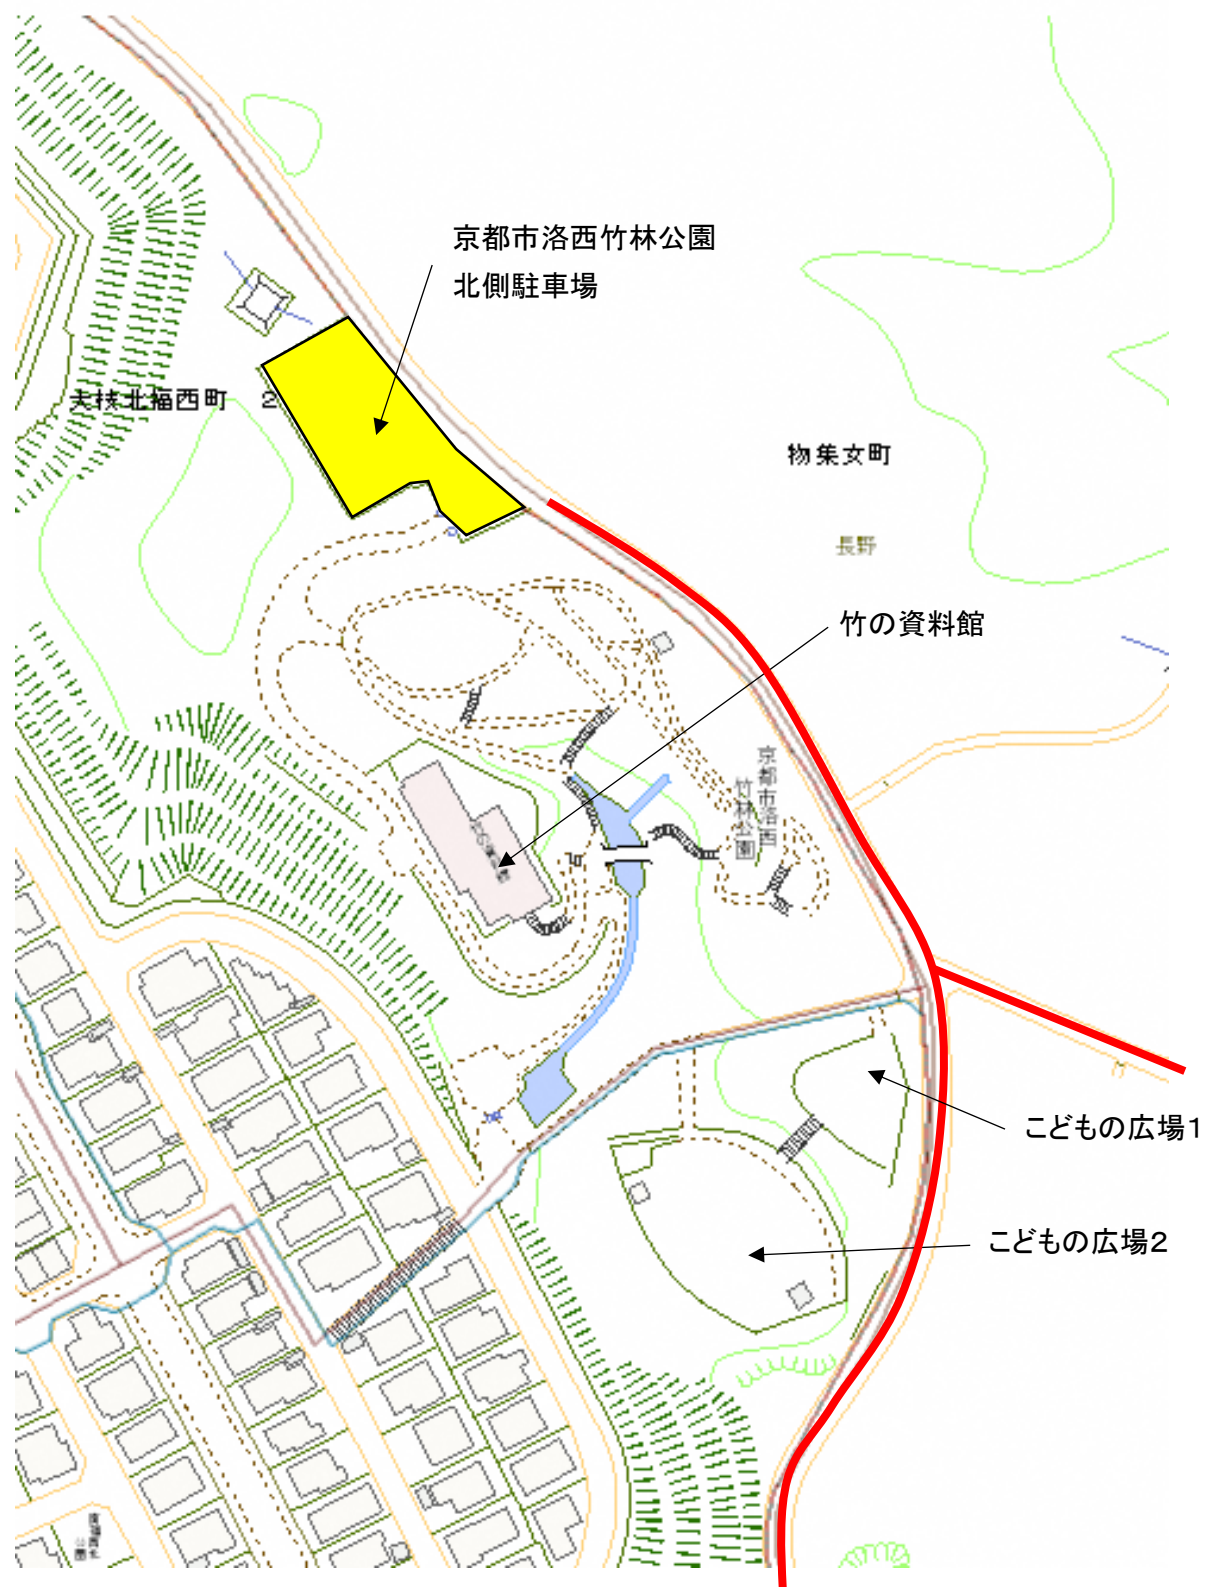 京都市洛西竹林公園
北側駐車場
大枝北福西町 2
物集女町
長野
竹の資料館
京都市洛西
竹林公園
こどもの広場1
こどもの広場2